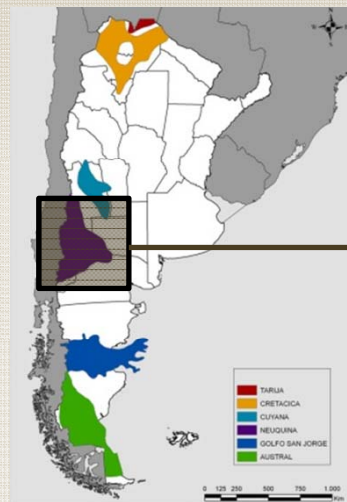 TARIJA
CRETACICA
CUYANA
NEUQUINA
GOLFO SAN JORGE
AUSTRAL
0 125 250 500 750 1.000
Km